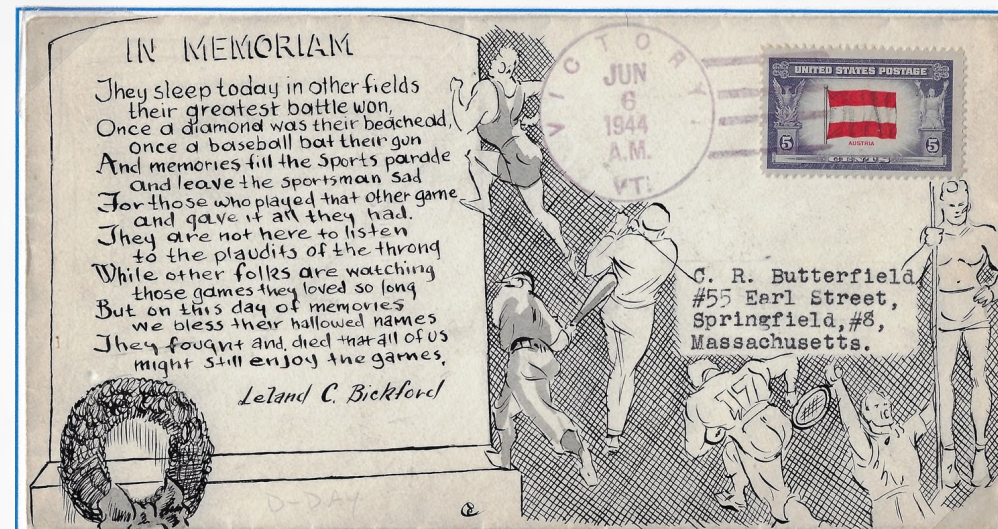 IN MEMORIAM
They sleep today in other fields
their greatest battle won,
Once a diamond was their beachead,
once a baseball bat their gun
And memories fill the sports parade
and leave the sportsman sad
For those who played that other game
and gave it all they had.
They are not here to listen
to the plaudits of the throng
While other folks are watching
those games they loved so long
But on this day of memories
we bless their hallowed names
They fought and, died that all of us
might still enjoy the games.
Leland C. Bickford
D-DAY
VICTORY
JUN
6
1944
A.M.
VT.
UNITED STATES POSTAGE
AUSTRIA
5 5
CENTS
C. R. Butterfield
#55 Earl Street,
Springfield,#8,
Massachusetts.
17